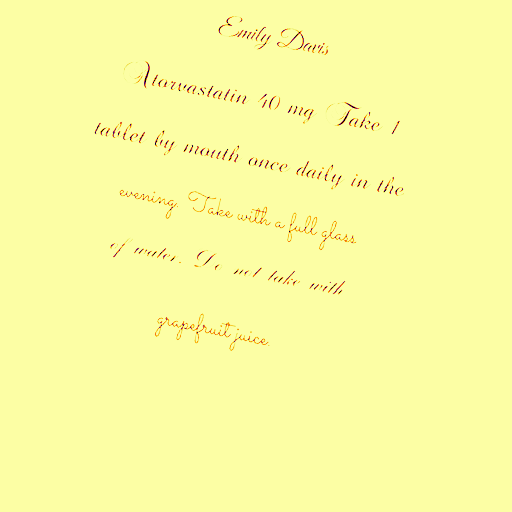 Emily Davis
Atorvastatin 40 mg Take 1
tablet by mouth once daily in the
evening. Take with a full glass
of water. Do not take with
grapefruit juice.